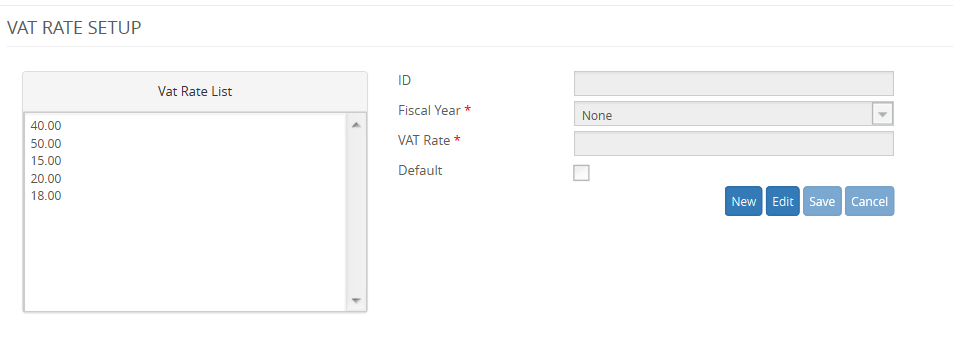 VAT RATE SETUP
Vat Rate List
40.00
50.00
15.00
20.00
18.00
ID
Fiscal Year *
None
VAT Rate *
Default
New Edit Save Cancel